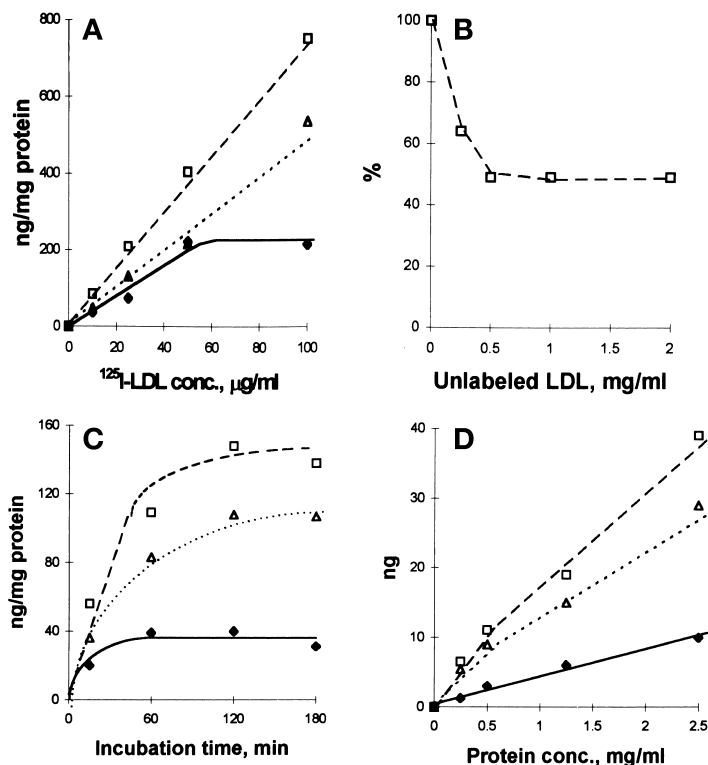 A
800
600
400
200
0
ng/mg protein
0 20 40 60 80 100
¹²⁵I-LDL conc., µg/ml
B
100
80
60
40
20
0
%
0 0.5 1 1.5 2
Unlabeled LDL, mg/ml
C
160
120
80
40
0
ng/mg protein
0 60 120 180
Incubation time, min
D
40
30
20
10
0
ng
0 0.5 1 1.5 2 2.5
Protein conc., mg/ml